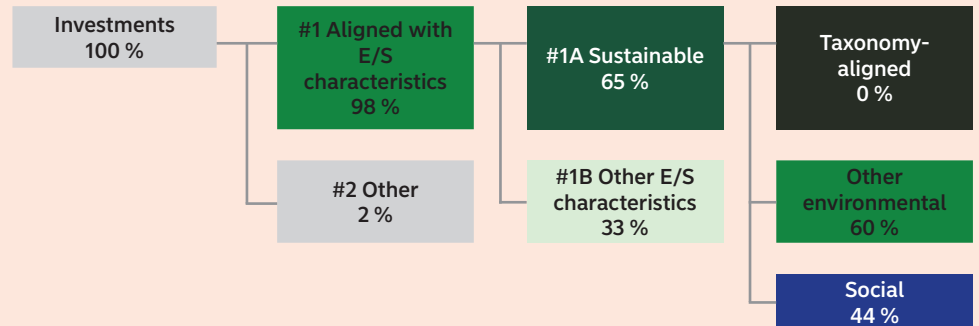 Investments
100 %
#1 Aligned with
E/S
characteristics
98 %
#1A Sustainable
65 %
Taxonomy-
aligned
0 %
#2 Other
2 %
#1B Other E/S
characteristics
33 %
Other
environmental
60 %
Social
44 %